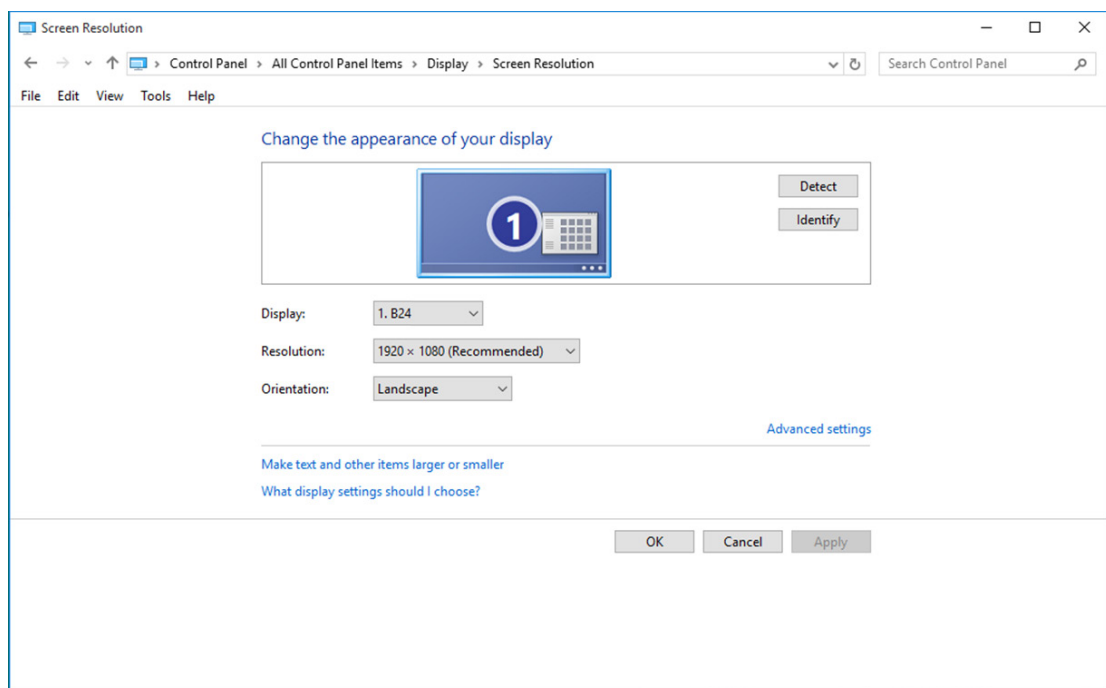 Screen Resolution
Control Panel > All Control Panel Items > Display > Screen Resolution
Search Control Panel
File Edit View Tools Help
Change the appearance of your display
1
Detect
Identify
Display: 1. B24
Resolution: 1920 × 1080 (Recommended)
Orientation: Landscape
Advanced settings
Make text and other items larger or smaller
What display settings should I choose?
OK Cancel Apply